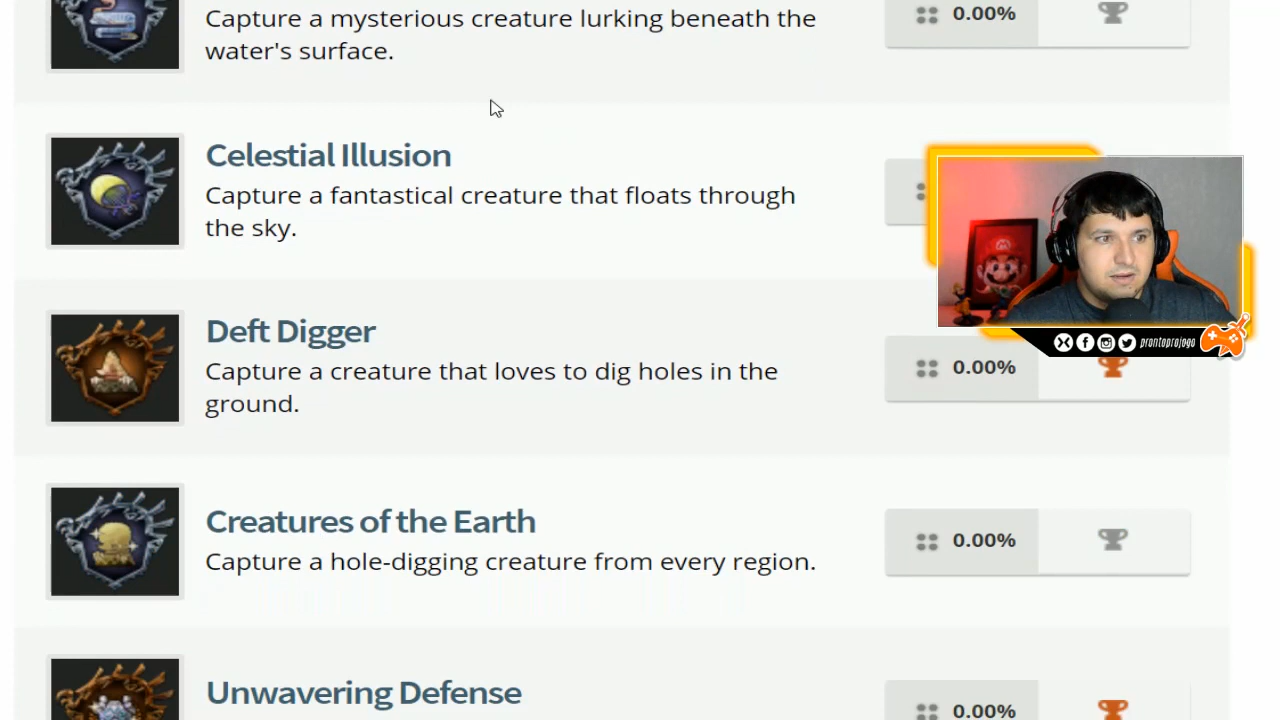 Capture a mysterious creature lurking beneath the
water's surface.
0.00%
Celestial Illusion
Capture a fantastical creature that floats through
the sky.
prontoprojogo
Deft Digger
Capture a creature that loves to dig holes in the
ground.
0.00%
Creatures of the Earth
Capture a hole-digging creature from every region.
0.00%
Unwavering Defense
0.00%